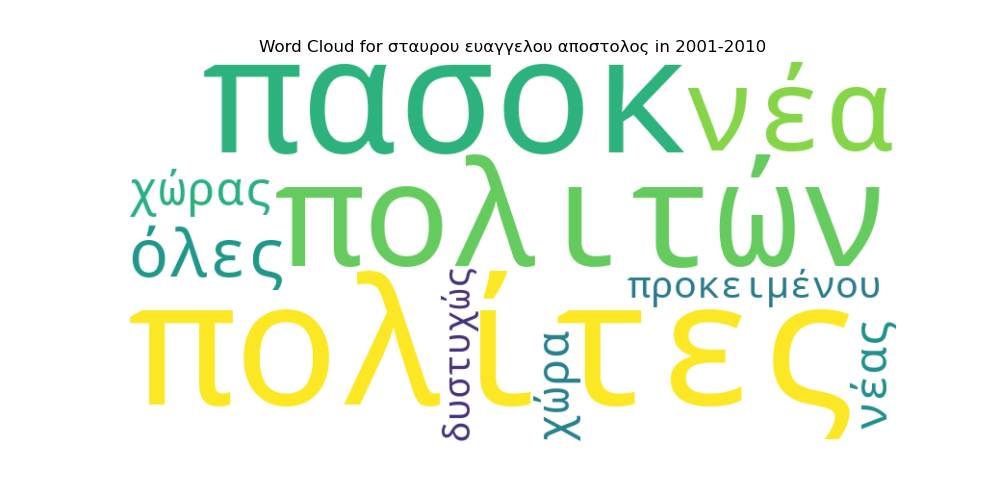 Word Cloud for σταυρου ευαγγελου αποστολος in 2001-2010
πασοκ
νέα
χώρας
πολιτών
όλες
προκειμένου
πολίτες
δυστυχώς
χώρα
νέας